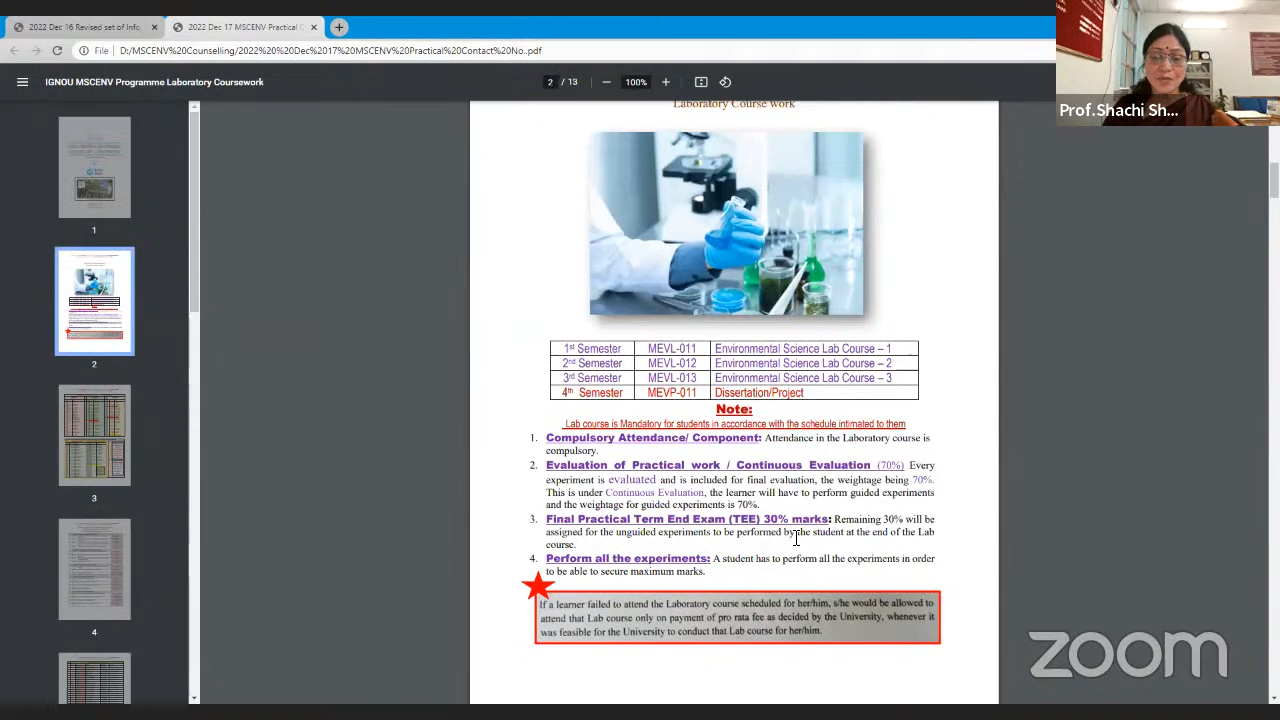 2022 Dec 16 Revised set of Infor
2022 Dec 17 MSCENV Practical C
File
D:/MSCENV%20Counselling/2022%20%20Dec%2017%20MSCENV%20Practical%20Contact%20No..pdf
IGNOU MSCENV Programme Laboratory Coursework
2 / 13
100%
Prof.Shachi Sh...
1
2
3
4
Laboratory Course work
1st Semester MEVL-011 Environmental Science Lab Course – 1
2nd Semester MEVL-012 Environmental Science Lab Course – 2
3rd Semester MEVL-013 Environmental Science Lab Course – 3
4th Semester MEVP-011 Dissertation/Project
Note:
Lab course is Mandatory for students in accordance with the schedule intimated to them
1. Compulsory Attendance/ Component: Attendance in the Laboratory course is
compulsory.
2. Evaluation of Practical work / Continuous Evaluation (70%) Every
experiment is evaluated and is included for final evaluation, the weightage being 70%.
This is under Continuous Evaluation, the learner will have to perform guided experiments
and the weightage for guided experiments is 70%.
3. Final Practical Term End Exam (TEE) 30% marks: Remaining 30% will be
assigned for the unguided experiments to be performed by the student at the end of the Lab
course.
4. Perform all the experiments: A student has to perform all the experiments in order
to be able to secure maximum marks.
If a learner failed to attend the Laboratory course scheduled for her/him, s/he would be allowed to
attend that Lab course only on payment of pro rata fee as decided by the University, whenever it
was feasible for the University to conduct that Lab course for her/him.
zoom